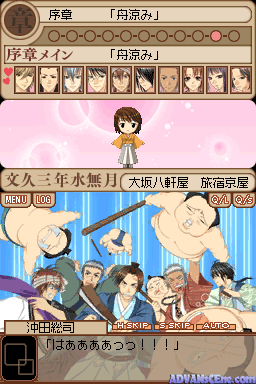 章
序章 「舟涼み」
序章メイン 「舟涼み」
文久三年水無月 大坂八軒屋 旅宿京屋
MENU LOG Q/L Q/S
沖田総司 H SKIP S SKIP AUTO
「はぁああああっっ!!!」
ADVANsCEne.com